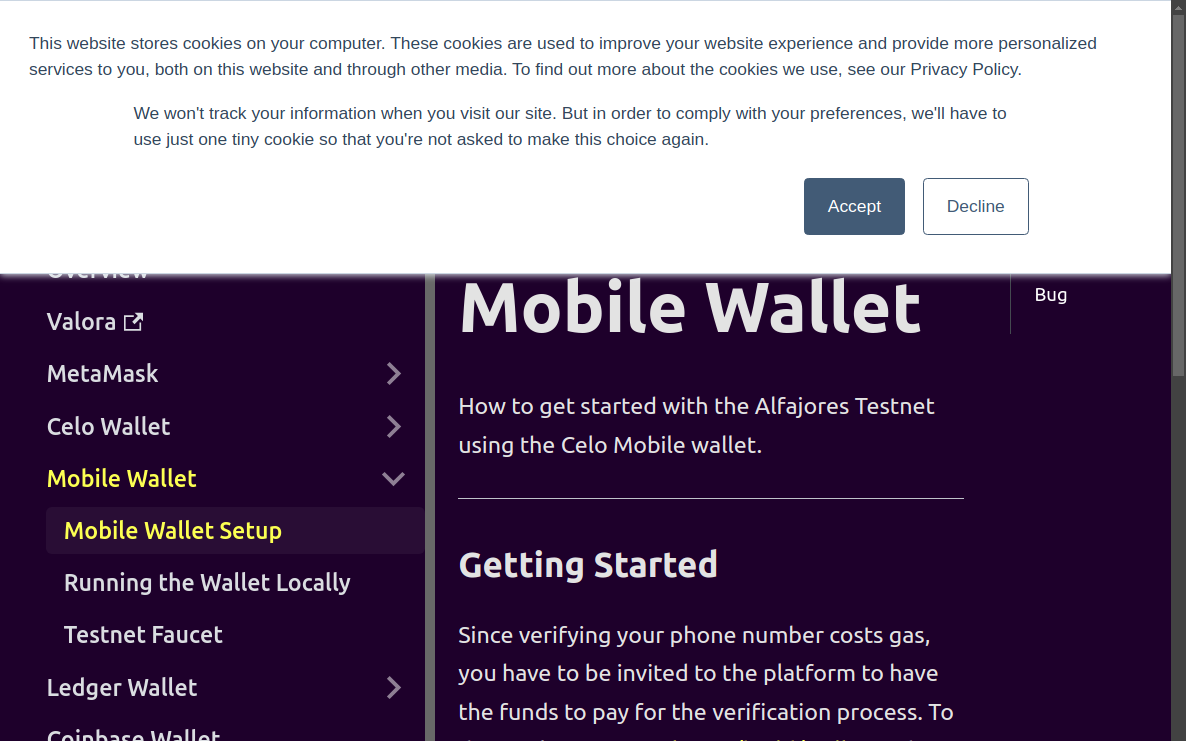 This website stores cookies on your computer. These cookies are used to improve your website experience and provide more personalized
services to you, both on this website and through other media. To find out more about the cookies we use, see our Privacy Policy.
We won't track your information when you visit our site. But in order to comply with your preferences, we'll have to
use just one tiny cookie so that you're not asked to make this choice again.
Accept
Decline
Overview
Valora
MetaMask
Celo Wallet
Mobile Wallet
Mobile Wallet Setup
Running the Wallet Locally
Testnet Faucet
Ledger Wallet
Coinbase Wallet
Mobile Wallet
How to get started with the Alfajores Testnet
using the Celo Mobile wallet.
Getting Started
Since verifying your phone number costs gas,
you have to be invited to the platform to have
the funds to pay for the verification process. To
Bug